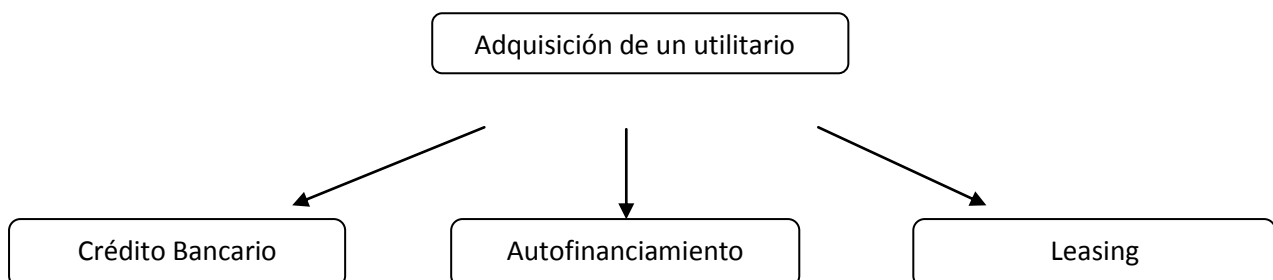 Adquisición de un utilitario
Crédito Bancario
Autofinanciamiento
Leasing